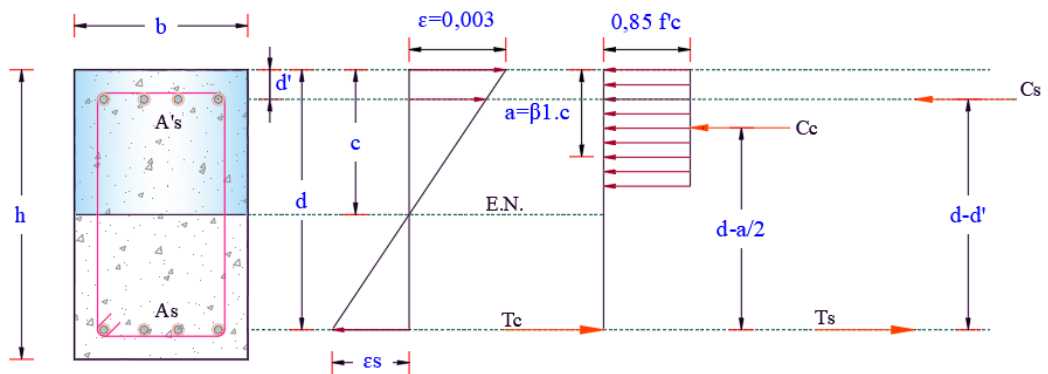 b
ε=0,003
0,85 f'c
d'
Cs
A's
a=β1.c
Cc
c
h
d
E.N.
d-a/2
d-d'
As
Tc
Ts
εs